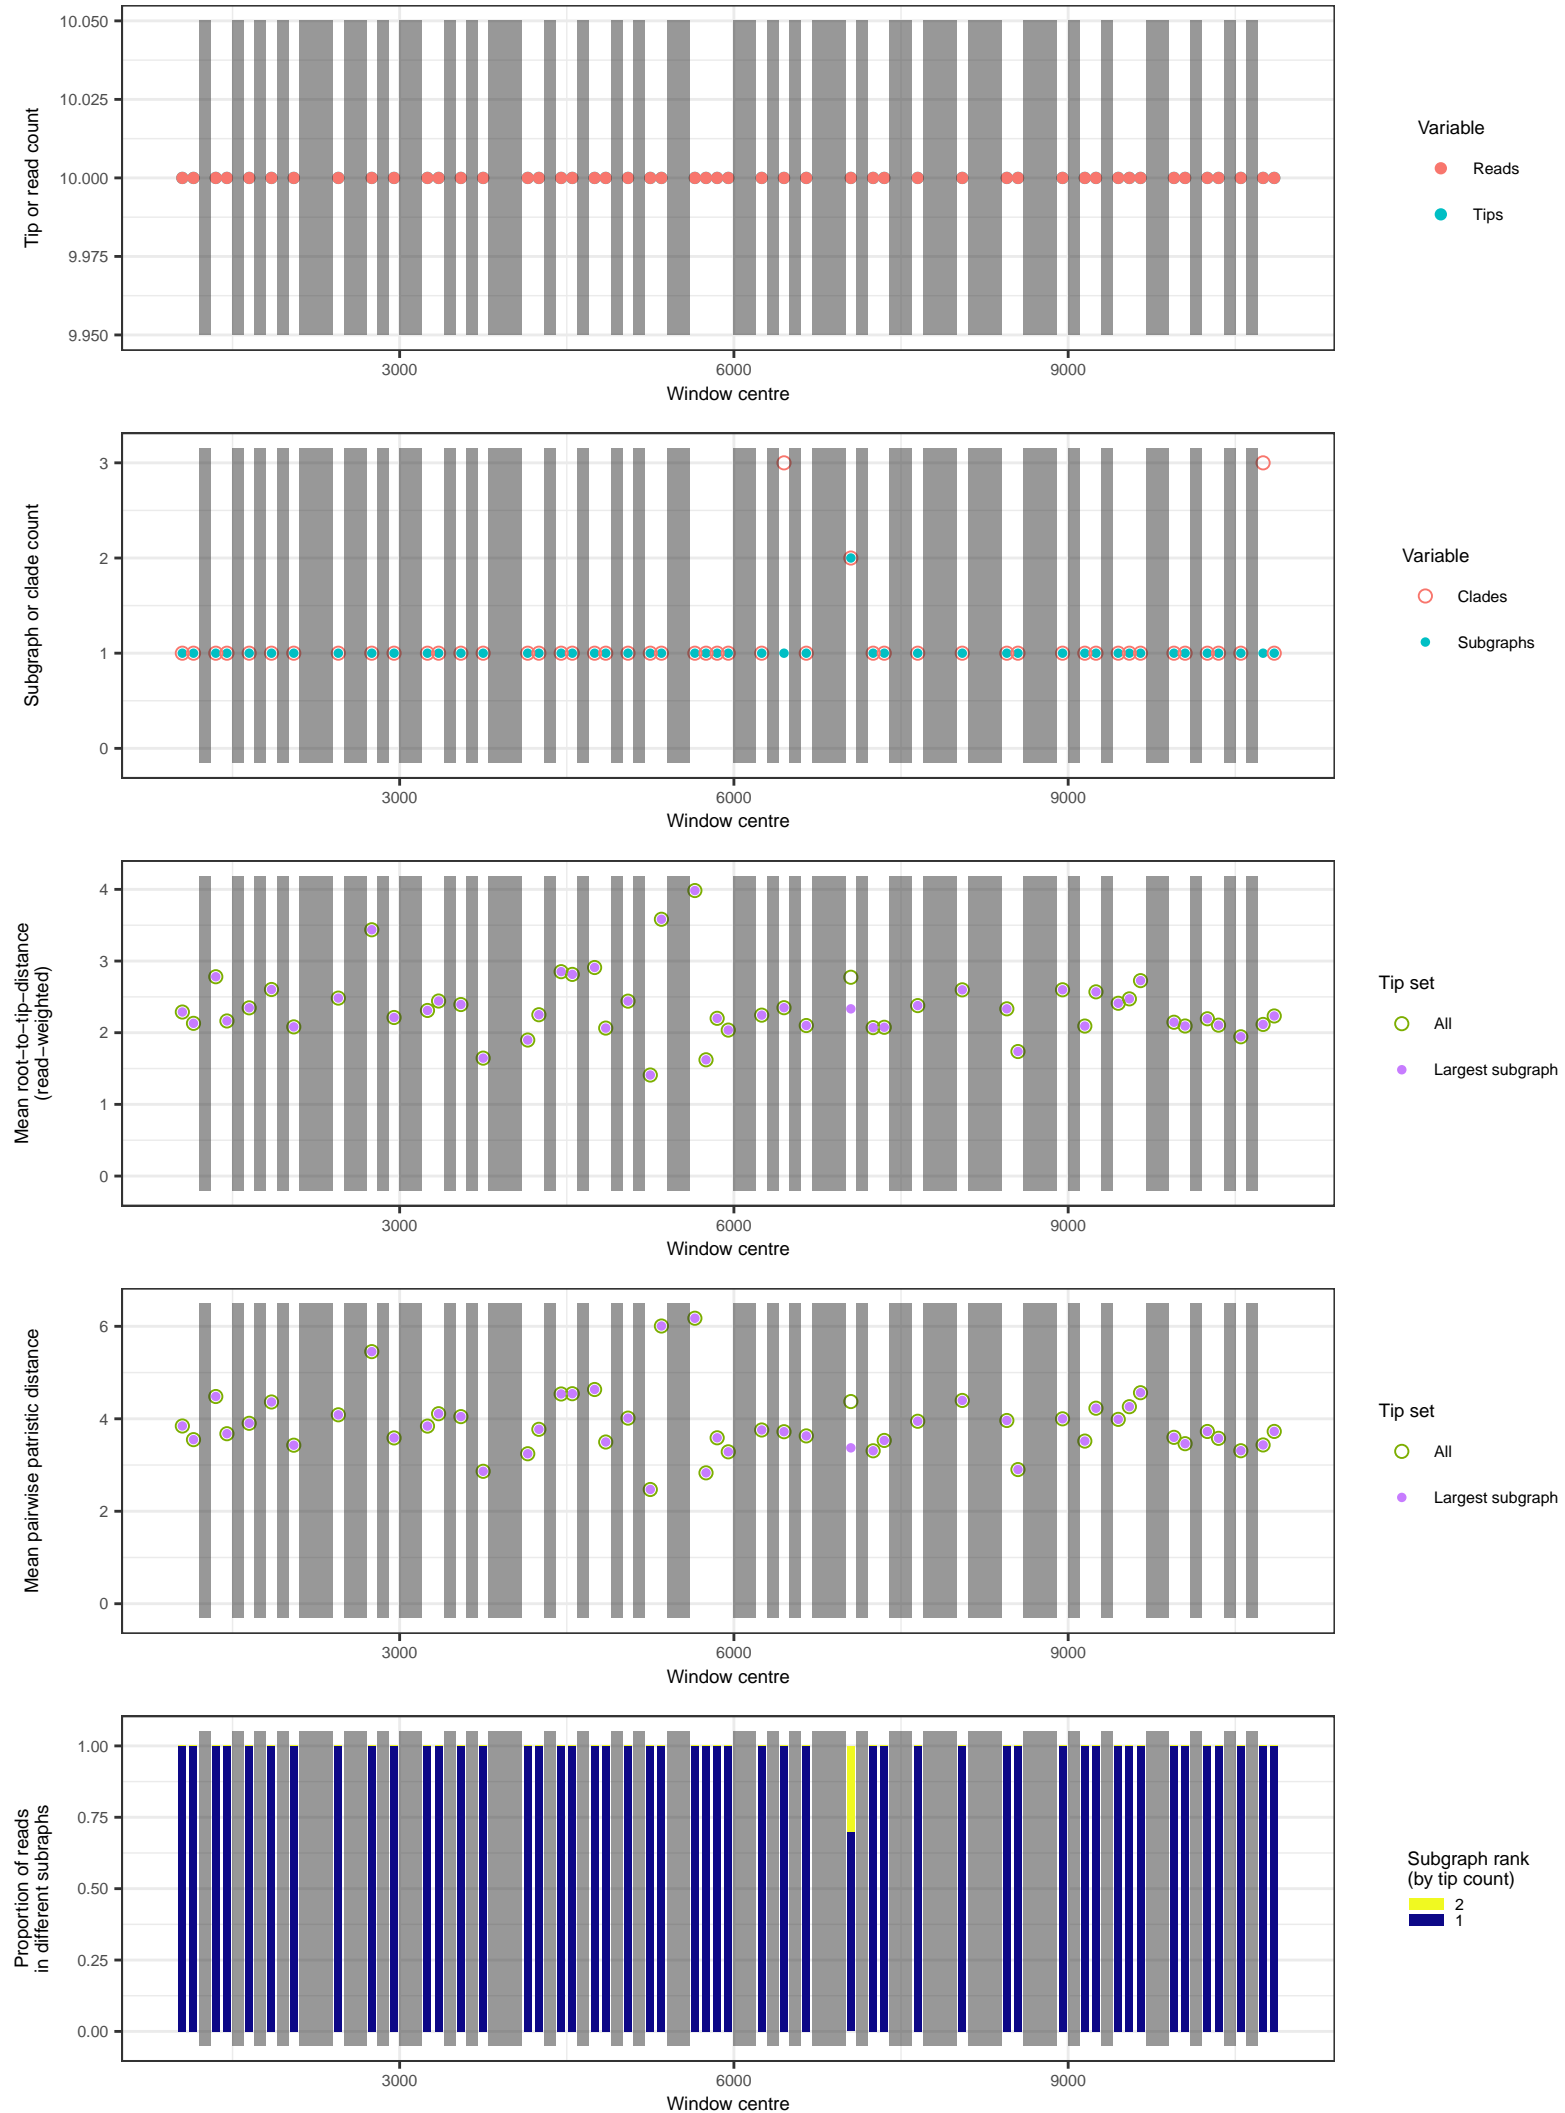 10.050
10.025
10.000
9.975
9.950
Tip or read count
3000
6000
9000
Window centre
Variable
Reads
Tips
3
2
1
0
Subgraph or clade count
3000
6000
9000
Window centre
Variable
Clades
Subgraphs
4
3
2
1
0
Mean root−to−tip−distance
(read−weighted)
3000
6000
9000
Window centre
Tip set
All
Largest subgraph
6
4
2
0
Mean pairwise patristic distance
3000
6000
9000
Window centre
Tip set
All
Largest subgraph
1.00
0.75
0.50
0.25
0.00
Proportion of reads
in different subraphs
3000
6000
9000
Window centre
Subgraph rank
(by tip count)
2
1